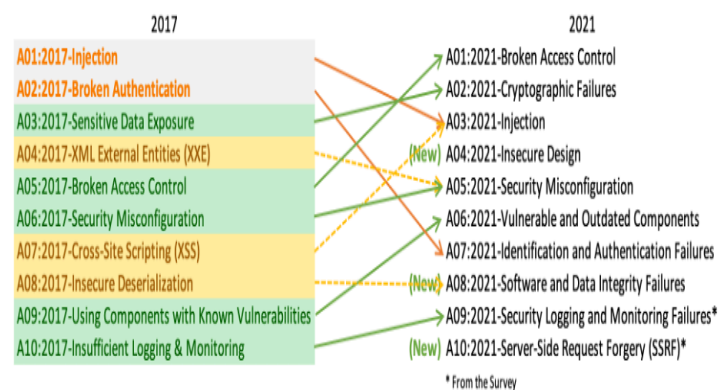 2017
2021
A01:2017-Injection
A02:2017-Broken Authentication
A03:2017-Sensitive Data Exposure
A04:2017-XML External Entities (XXE)
A05:2017-Broken Access Control
A06:2017-Security Misconfiguration
A07:2017-Cross-Site Scripting (XSS)
A08:2017-Insecure Deserialization
A09:2017-Using Components with Known Vulnerabilities
A10:2017-Insufficient Logging & Monitoring
A01:2021-Broken Access Control
A02:2021-Cryptographic Failures
A03:2021-Injection
(New) A04:2021-Insecure Design
A05:2021-Security Misconfiguration
A06:2021-Vulnerable and Outdated Components
A07:2021-Identification and Authentication Failures
(New) A08:2021-Software and Data Integrity Failures
A09:2021-Security Logging and Monitoring Failures*
(New) A10:2021-Server-Side Request Forgery (SSRF)*
* From the Survey